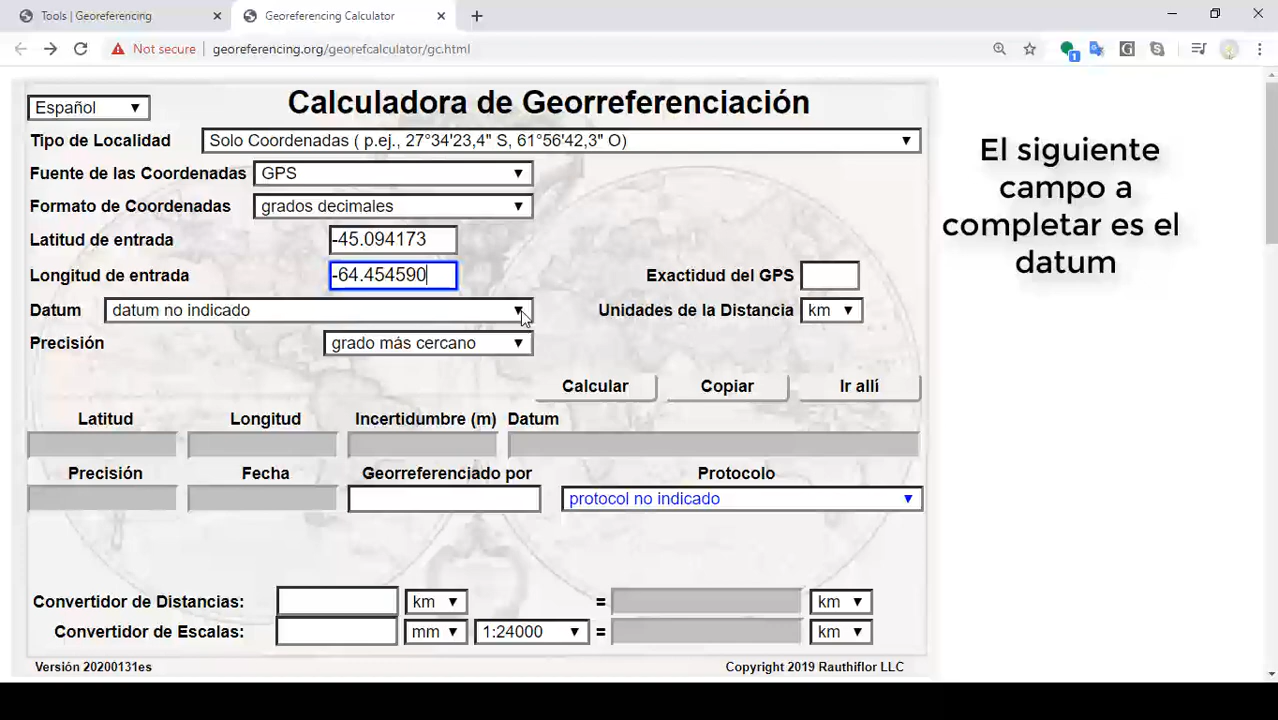 Tools | Georeferencing
Georeferencing Calculator
Not secure georeferencing.org/georefcalculator/gc.html
Español
Calculadora de Georreferenciación
Tipo de Localidad Solo Coordenadas ( p.ej., 27°34'23,4" S, 61°56'42,3" O)
Fuente de las Coordenadas GPS
Formato de Coordenadas grados decimales
Latitud de entrada -45.094173
Longitud de entrada -64.454590 Exactidud del GPS
Datum datum no indicado Unidades de la Distancia km
Precisión grado más cercano
Calcular Copiar Ir allí
Latitud Longitud Incertidumbre (m) Datum
Precisión Fecha Georreferenciado por Protocolo
protocol no indicado
Convertidor de Distancias: km = km
Convertidor de Escalas: mm 1:24000 = km
Versión 20200131es Copyright 2019 Rauthiflor LLC
El siguiente
campo a
completar es el
datum